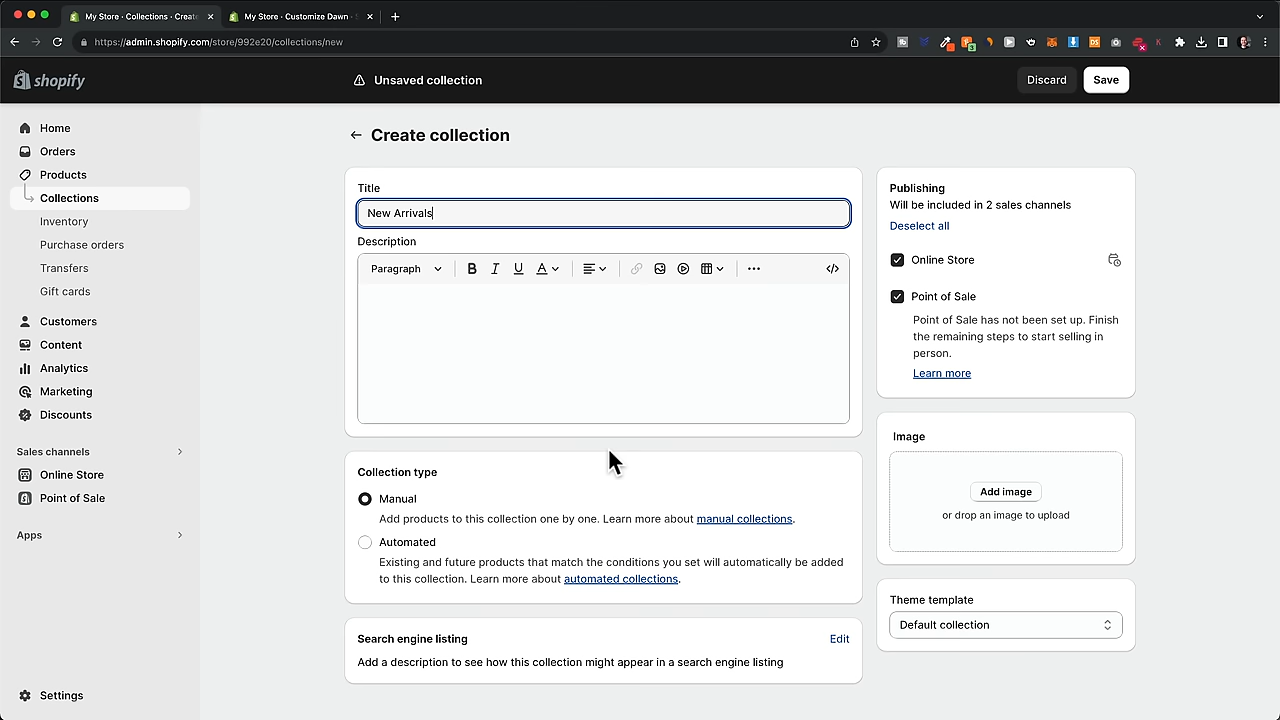 My Store · Collections · Create
My Store · Customize Dawn ·
https://admin.shopify.com/store/992e20/collections/new
shopify
Unsaved collection
Discard
Save
Home
Orders
Products
Collections
Inventory
Purchase orders
Transfers
Gift cards
Customers
Content
Analytics
Marketing
Discounts
Sales channels
Online Store
Point of Sale
Apps
Settings
Create collection
Title
New Arrivals
Description
Paragraph
B I U A
Collection type
Manual
Add products to this collection one by one. Learn more about manual collections.
Automated
Existing and future products that match the conditions you set will automatically be added
to this collection. Learn more about automated collections.
Search engine listing
Edit
Add a description to see how this collection might appear in a search engine listing
Publishing
Will be included in 2 sales channels
Deselect all
Online Store
Point of Sale
Point of Sale has not been set up. Finish
the remaining steps to start selling in
person.
Learn more
Image
Add image
or drop an image to upload
Theme template
Default collection